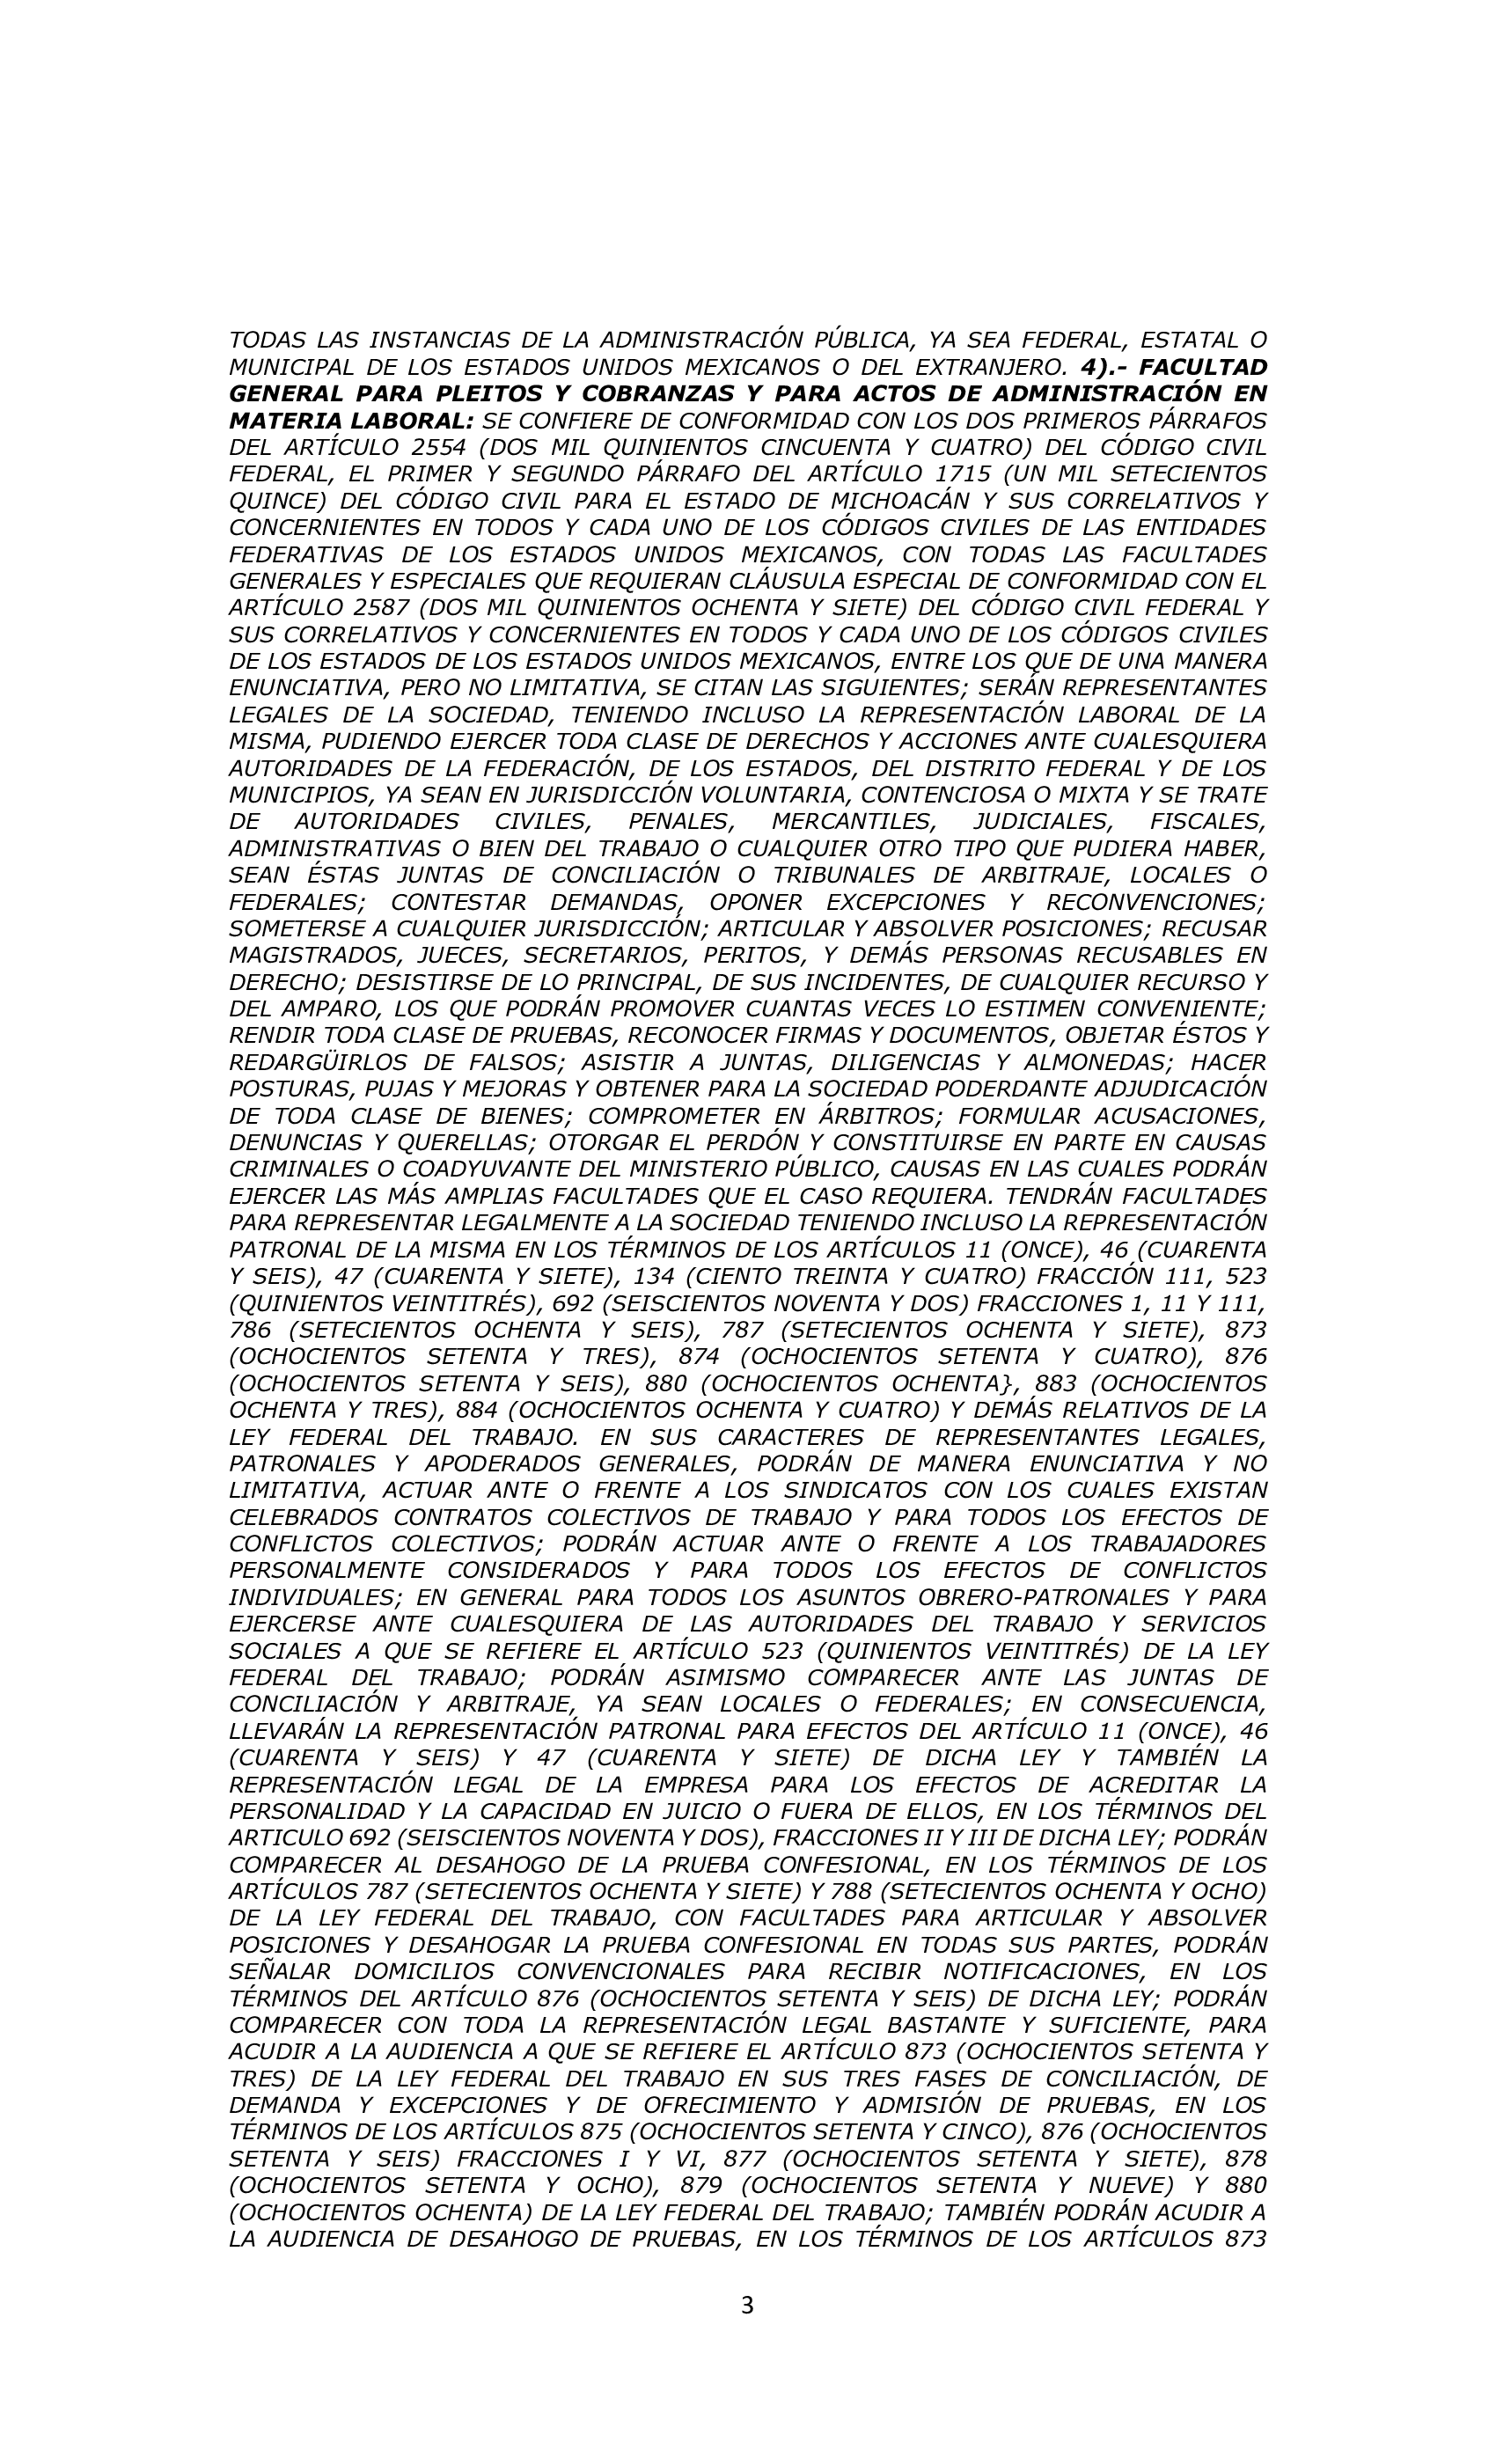 TODAS LAS INSTANCIAS DE LA ADMINISTRACIÓN PÚBLICA, YA SEA FEDERAL, ESTATAL O
MUNICIPAL DE LOS ESTADOS UNIDOS MEXICANOS O DEL EXTRANJERO. 4).- FACULTAD
GENERAL PARA PLEITOS Y COBRANZAS Y PARA ACTOS DE ADMINISTRACIÓN EN
MATERIA LABORAL: SE CONFIERE DE CONFORMIDAD CON LOS DOS PRIMEROS PÁRRAFOS
DEL ARTÍCULO 2554 (DOS MIL QUINIENTOS CINCUENTA Y CUATRO) DEL CÓDIGO CIVIL
FEDERAL, EL PRIMER Y SEGUNDO PÁRRAFO DEL ARTÍCULO 1715 (UN MIL SETECIENTOS
QUINCE) DEL CÓDIGO CIVIL PARA EL ESTADO DE MICHOACÁN Y SUS CORRELATIVOS Y
CONCERNIENTES EN TODOS Y CADA UNO DE LOS CÓDIGOS CIVILES DE LAS ENTIDADES
FEDERATIVAS DE LOS ESTADOS UNIDOS MEXICANOS, CON TODAS LAS FACULTADES
GENERALES Y ESPECIALES QUE REQUIERAN CLÁUSULA ESPECIAL DE CONFORMIDAD CON EL
ARTÍCULO 2587 (DOS MIL QUINIENTOS OCHENTA Y SIETE) DEL CÓDIGO CIVIL FEDERAL Y
SUS CORRELATIVOS Y CONCERNIENTES EN TODOS Y CADA UNO DE LOS CÓDIGOS CIVILES
DE LOS ESTADOS DE LOS ESTADOS UNIDOS MEXICANOS, ENTRE LOS QUE DE UNA MANERA
ENUNCIATIVA, PERO NO LIMITATIVA, SE CITAN LAS SIGUIENTES; SERÁN REPRESENTANTES
LEGALES DE LA SOCIEDAD, TENIENDO INCLUSO LA REPRESENTACIÓN LABORAL DE LA
MISMA, PUDIENDO EJERCER TODA CLASE DE DERECHOS Y ACCIONES ANTE CUALESQUIERA
AUTORIDADES DE LA FEDERACIÓN, DE LOS ESTADOS, DEL DISTRITO FEDERAL Y DE LOS
MUNICIPIOS, YA SEAN EN JURISDICCIÓN VOLUNTARIA, CONTENCIOSA O MIXTA Y SE TRATE
DE AUTORIDADES CIVILES, PENALES, MERCANTILES, JUDICIALES, FISCALES,
ADMINISTRATIVAS O BIEN DEL TRABAJO O CUALQUIER OTRO TIPO QUE PUDIERA HABER,
SEAN ÉSTAS JUNTAS DE CONCILIACIÓN O TRIBUNALES DE ARBITRAJE, LOCALES O
FEDERALES; CONTESTAR DEMANDAS, OPONER EXCEPCIONES Y RECONVENCIONES;
SOMETERSE A CUALQUIER JURISDICCIÓN; ARTICULAR Y ABSOLVER POSICIONES; RECUSAR
MAGISTRADOS, JUECES, SECRETARIOS, PERITOS, Y DEMÁS PERSONAS RECUSABLES EN
DERECHO; DESISTIRSE DE LO PRINCIPAL, DE SUS INCIDENTES, DE CUALQUIER RECURSO Y
DEL AMPARO, LOS QUE PODRÁN PROMOVER CUANTAS VECES LO ESTIMEN CONVENIENTE;
RENDIR TODA CLASE DE PRUEBAS, RECONOCER FIRMAS Y DOCUMENTOS, OBJETAR ÉSTOS Y
REDARGÜIRLOS DE FALSOS; ASISTIR A JUNTAS, DILIGENCIAS Y ALMONEDAS; HACER
POSTURAS, PUJAS Y MEJORAS Y OBTENER PARA LA SOCIEDAD PODERDANTE ADJUDICACIÓN
DE TODA CLASE DE BIENES; COMPROMETER EN ÁRBITROS; FORMULAR ACUSACIONES,
DENUNCIAS Y QUERELLAS; OTORGAR EL PERDÓN Y CONSTITUIRSE EN PARTE EN CAUSAS
CRIMINALES O COADYUVANTE DEL MINISTERIO PÚBLICO, CAUSAS EN LAS CUALES PODRÁN
EJERCER LAS MÁS AMPLIAS FACULTADES QUE EL CASO REQUIERA. TENDRÁN FACULTADES
PARA REPRESENTAR LEGALMENTE A LA SOCIEDAD TENIENDO INCLUSO LA REPRESENTACIÓN
PATRONAL DE LA MISMA EN LOS TÉRMINOS DE LOS ARTÍCULOS 11 (ONCE), 46 (CUARENTA
Y SEIS), 47 (CUARENTA Y SIETE), 134 (CIENTO TREINTA Y CUATRO) FRACCIÓN 111, 523
(QUINIENTOS VEINTITRÉS), 692 (SEISCIENTOS NOVENTA Y DOS) FRACCIONES 1, 11 Y 111,
786 (SETECIENTOS OCHENTA Y SEIS), 787 (SETECIENTOS OCHENTA Y SIETE), 873
(OCHOCIENTOS SETENTA Y TRES), 874 (OCHOCIENTOS SETENTA Y CUATRO), 876
(OCHOCIENTOS SETENTA Y SEIS), 880 (OCHOCIENTOS OCHENTA}, 883 (OCHOCIENTOS
OCHENTA Y TRES), 884 (OCHOCIENTOS OCHENTA Y CUATRO) Y DEMÁS RELATIVOS DE LA
LEY FEDERAL DEL TRABAJO. EN SUS CARACTERES DE REPRESENTANTES LEGALES,
PATRONALES Y APODERADOS GENERALES, PODRÁN DE MANERA ENUNCIATIVA Y NO
LIMITATIVA, ACTUAR ANTE O FRENTE A LOS SINDICATOS CON LOS CUALES EXISTAN
CELEBRADOS CONTRATOS COLECTIVOS DE TRABAJO Y PARA TODOS LOS EFECTOS DE
CONFLICTOS COLECTIVOS; PODRÁN ACTUAR ANTE O FRENTE A LOS TRABAJADORES
PERSONALMENTE CONSIDERADOS Y PARA TODOS LOS EFECTOS DE CONFLICTOS
INDIVIDUALES; EN GENERAL PARA TODOS LOS ASUNTOS OBRERO-PATRONALES Y PARA
EJERCERSE ANTE CUALESQUIERA DE LAS AUTORIDADES DEL TRABAJO Y SERVICIOS
SOCIALES A QUE SE REFIERE EL ARTÍCULO 523 (QUINIENTOS VEINTITRÉS) DE LA LEY
FEDERAL DEL TRABAJO; PODRÁN ASIMISMO COMPARECER ANTE LAS JUNTAS DE
CONCILIACIÓN Y ARBITRAJE, YA SEAN LOCALES O FEDERALES; EN CONSECUENCIA,
LLEVARÁN LA REPRESENTACIÓN PATRONAL PARA EFECTOS DEL ARTÍCULO 11 (ONCE), 46
(CUARENTA Y SEIS) Y 47 (CUARENTA Y SIETE) DE DICHA LEY Y TAMBIÉN LA
REPRESENTACIÓN LEGAL DE LA EMPRESA PARA LOS EFECTOS DE ACREDITAR LA
PERSONALIDAD Y LA CAPACIDAD EN JUICIO O FUERA DE ELLOS, EN LOS TÉRMINOS DEL
ARTICULO 692 (SEISCIENTOS NOVENTA Y DOS), FRACCIONES II Y III DE DICHA LEY; PODRÁN
COMPARECER AL DESAHOGO DE LA PRUEBA CONFESIONAL, EN LOS TÉRMINOS DE LOS
ARTÍCULOS 787 (SETECIENTOS OCHENTA Y SIETE) Y 788 (SETECIENTOS OCHENTA Y OCHO)
DE LA LEY FEDERAL DEL TRABAJO, CON FACULTADES PARA ARTICULAR Y ABSOLVER
POSICIONES Y DESAHOGAR LA PRUEBA CONFESIONAL EN TODAS SUS PARTES, PODRÁN
SEÑALAR DOMICILIOS CONVENCIONALES PARA RECIBIR NOTIFICACIONES, EN LOS
TÉRMINOS DEL ARTÍCULO 876 (OCHOCIENTOS SETENTA Y SEIS) DE DICHA LEY; PODRÁN
COMPARECER CON TODA LA REPRESENTACIÓN LEGAL BASTANTE Y SUFICIENTE, PARA
ACUDIR A LA AUDIENCIA A QUE SE REFIERE EL ARTÍCULO 873 (OCHOCIENTOS SETENTA Y
TRES) DE LA LEY FEDERAL DEL TRABAJO EN SUS TRES FASES DE CONCILIACIÓN, DE
DEMANDA Y EXCEPCIONES Y DE OFRECIMIENTO Y ADMISIÓN DE PRUEBAS, EN LOS
TÉRMINOS DE LOS ARTÍCULOS 875 (OCHOCIENTOS SETENTA Y CINCO), 876 (OCHOCIENTOS
SETENTA Y SEIS) FRACCIONES I Y VI, 877 (OCHOCIENTOS SETENTA Y SIETE), 878
(OCHOCIENTOS SETENTA Y OCHO), 879 (OCHOCIENTOS SETENTA Y NUEVE) Y 880
(OCHOCIENTOS OCHENTA) DE LA LEY FEDERAL DEL TRABAJO; TAMBIÉN PODRÁN ACUDIR A
LA AUDIENCIA DE DESAHOGO DE PRUEBAS, EN LOS TÉRMINOS DE LOS ARTÍCULOS 873
3